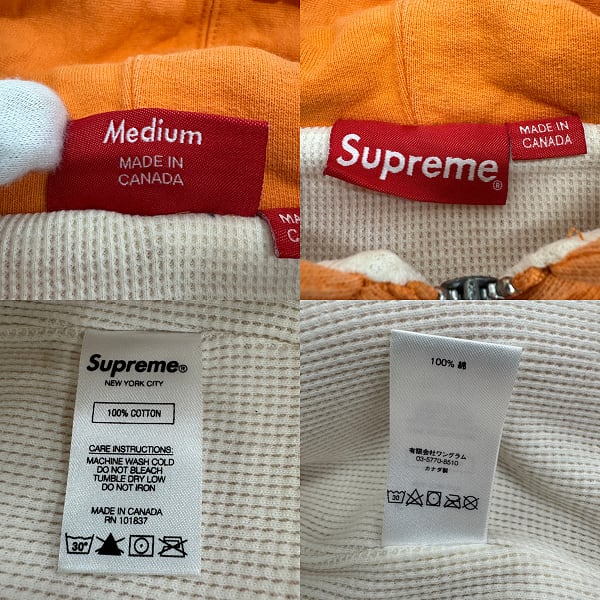 Medium
MADE IN
CANADA
MA
C
Supreme®
MADE IN
CANADA
Supreme®
NEW YORK CITY
100% COTTON
CARE INSTRUCTIONS:
MACHINE WASH COLD
DO NOT BLEACH
TUMBLE DRY LOW
DO NOT IRON
MADE IN CANADA
RN 101837
30°
100% 綿
有限会社ワングラム
03-5770-8510
カナダ製
30